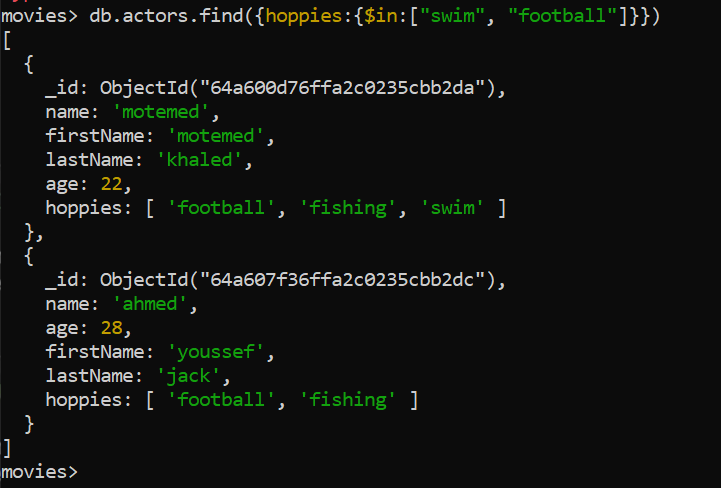 movies> db.actors.find({hoppies:{$in:["swim", "football"]}})
[
  {
    _id: ObjectId("64a600d76ffa2c0235cbb2da"),
    name: 'motemed',
    firstName: 'motemed',
    lastName: 'khaled',
    age: 22,
    hoppies: [ 'football', 'fishing', 'swim' ]
  },
  {
    _id: ObjectId("64a607f36ffa2c0235cbb2dc"),
    name: 'ahmed',
    age: 28,
    firstName: 'youssef',
    lastName: 'jack',
    hoppies: [ 'football', 'fishing' ]
  }
]
movies>